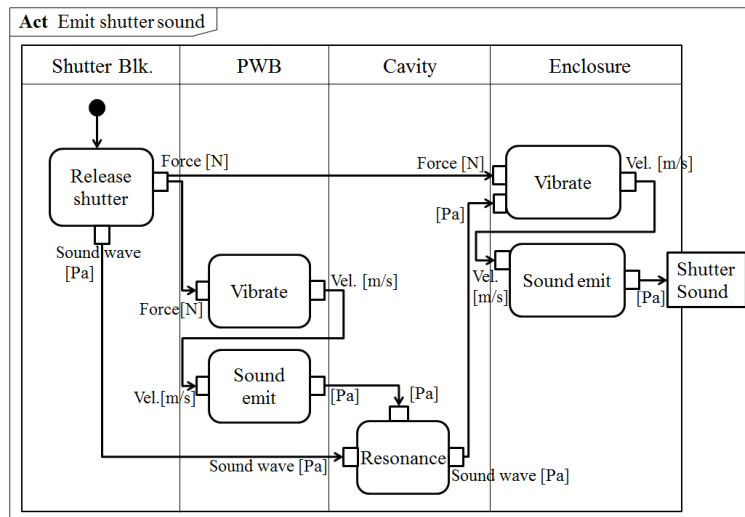 Act Emit shutter sound
Shutter Blk.
PWB
Cavity
Enclosure
Release
shutter
Force [N]
Force [N]
Vibrate
Vel. [m/s]
[Pa]
Sound wave
[Pa]
Force[N]
Vibrate
Vel. [m/s]
Vel.
[m/s]
Sound emit
[Pa]
Shutter
Sound
Vel.[m/s]
Sound
emit
[Pa]
[Pa]
Sound wave [Pa]
Resonance
Sound wave [Pa]